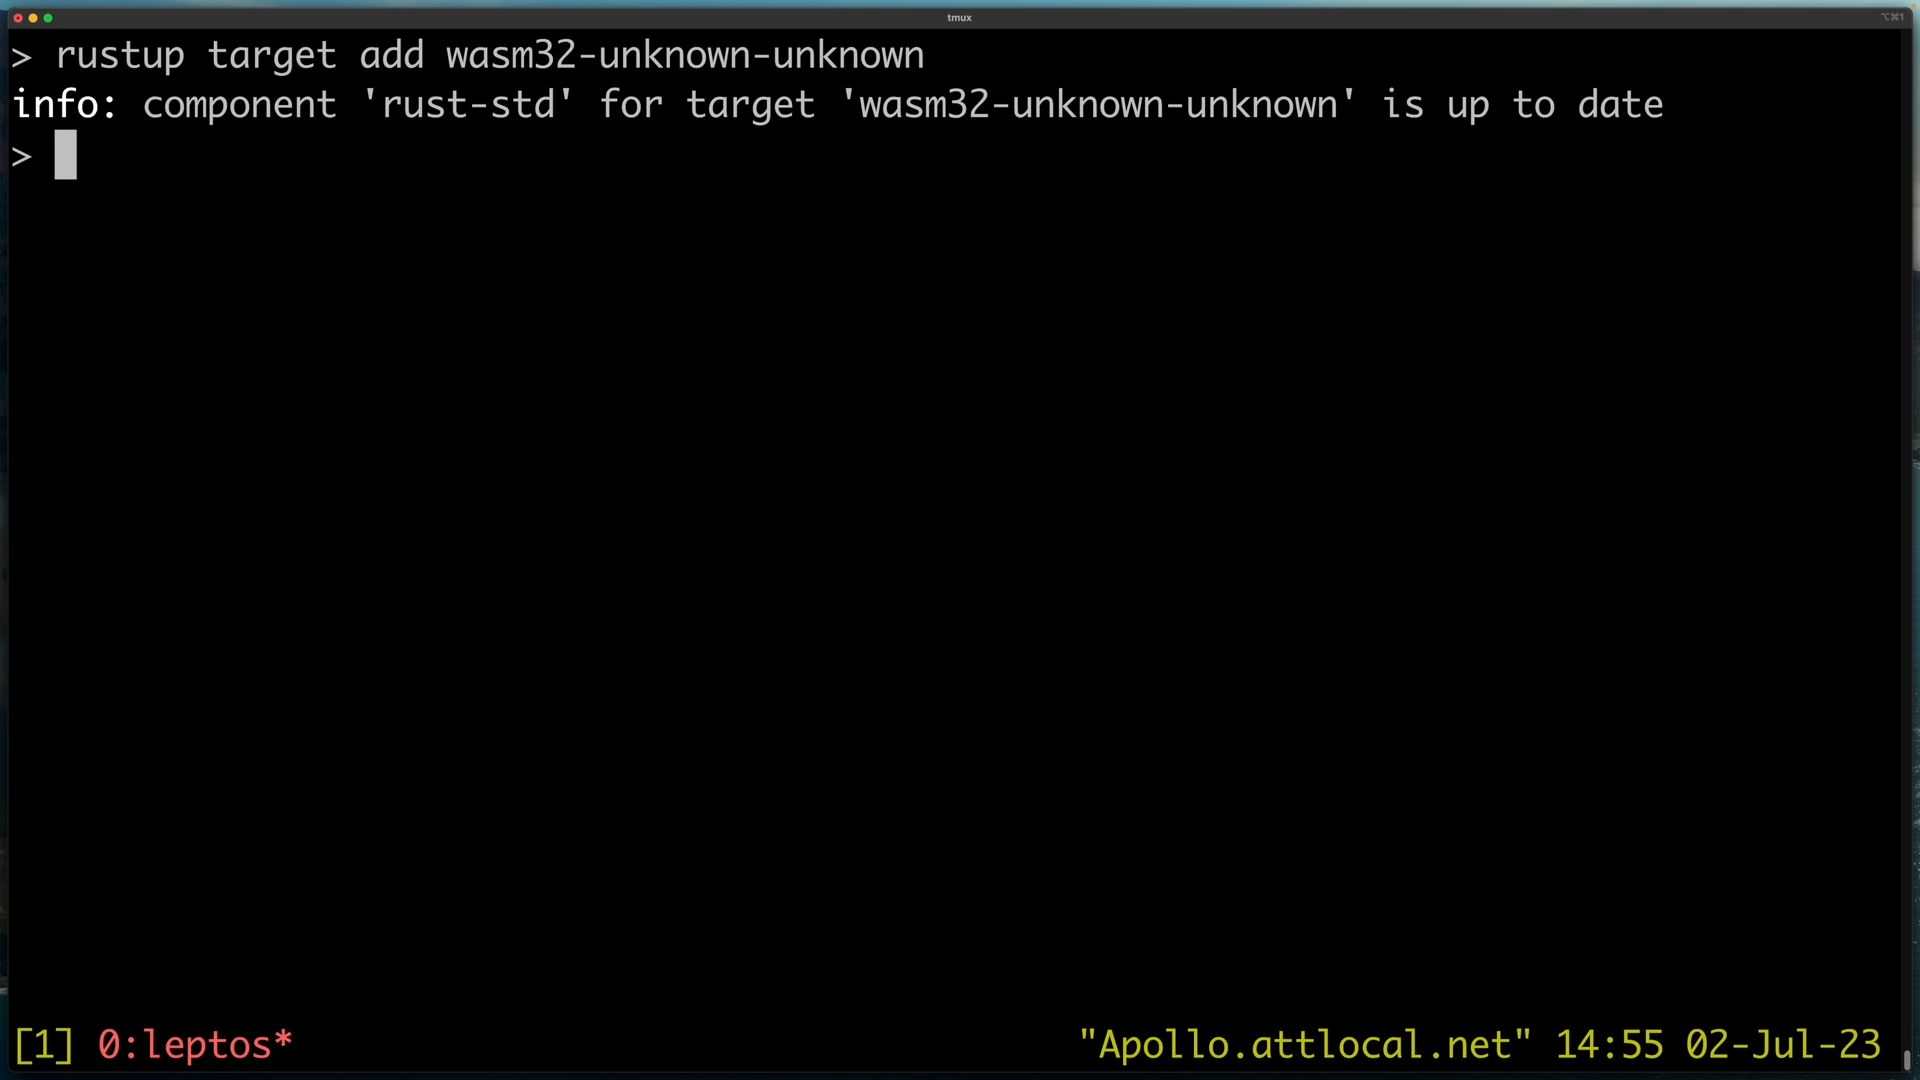 tmux
⌥⌘1
> rustup target add wasm32-unknown-unknown
info: component 'rust-std' for target 'wasm32-unknown-unknown' is up to date
>
[1] 0:leptos* "Apollo.attlocal.net" 14:55 02-Jul-23